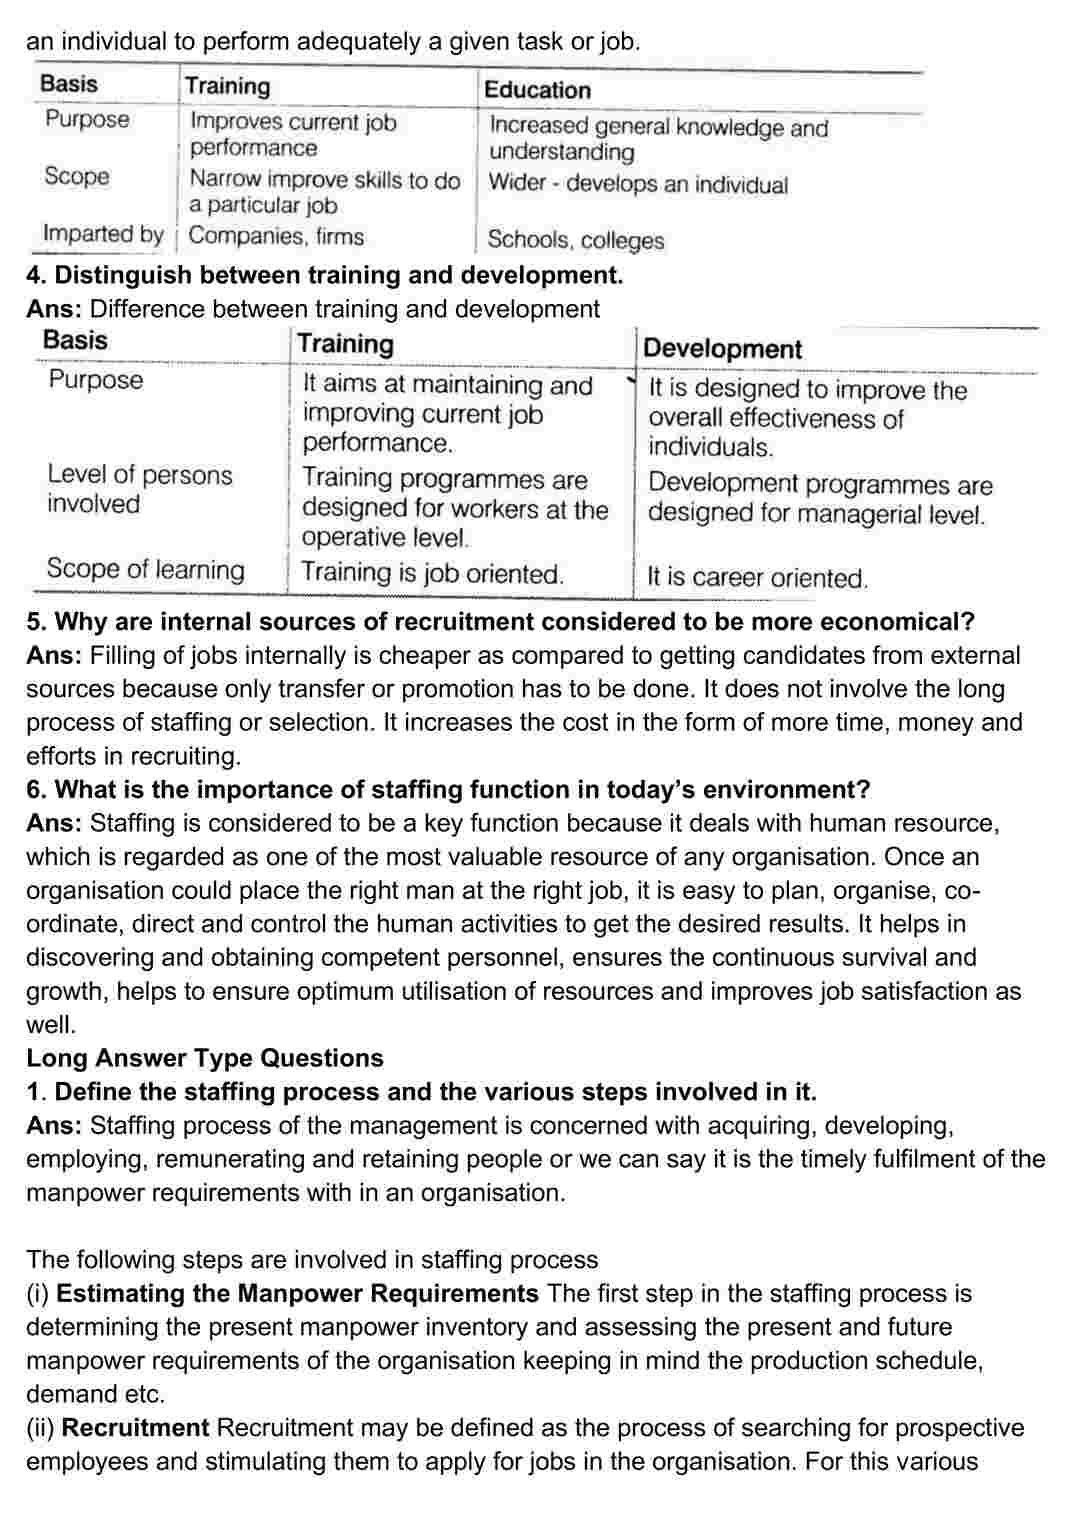 an individual to perform adequately a given task or job.
Basis Training Education
Purpose Improves current job performance Increased general knowledge and understanding
Scope Narrow improve skills to do a particular job Wider - develops an individual
Imparted by Companies, firms Schools, colleges
4. Distinguish between training and development.
Ans: Difference between training and development
Basis Training Development
Purpose It aims at maintaining and improving current job performance. It is designed to improve the overall effectiveness of individuals.
Level of persons involved Training programmes are designed for workers at the operative level. Development programmes are designed for managerial level.
Scope of learning Training is job oriented. It is career oriented.
5. Why are internal sources of recruitment considered to be more economical?
Ans: Filling of jobs internally is cheaper as compared to getting candidates from external
sources because only transfer or promotion has to be done. It does not involve the long
process of staffing or selection. It increases the cost in the form of more time, money and
efforts in recruiting.
6. What is the importance of staffing function in today’s environment?
Ans: Staffing is considered to be a key function because it deals with human resource,
which is regarded as one of the most valuable resource of any organisation. Once an
organisation could place the right man at the right job, it is easy to plan, organise, co-
ordinate, direct and control the human activities to get the desired results. It helps in
discovering and obtaining competent personnel, ensures the continuous survival and
growth, helps to ensure optimum utilisation of resources and improves job satisfaction as
well.
Long Answer Type Questions
1. Define the staffing process and the various steps involved in it.
Ans: Staffing process of the management is concerned with acquiring, developing,
employing, remunerating and retaining people or we can say it is the timely fulfilment of the
manpower requirements with in an organisation.
The following steps are involved in staffing process
(i) Estimating the Manpower Requirements The first step in the staffing process is
determining the present manpower inventory and assessing the present and future
manpower requirements of the organisation keeping in mind the production schedule,
demand etc.
(ii) Recruitment Recruitment may be defined as the process of searching for prospective
employees and stimulating them to apply for jobs in the organisation. For this various